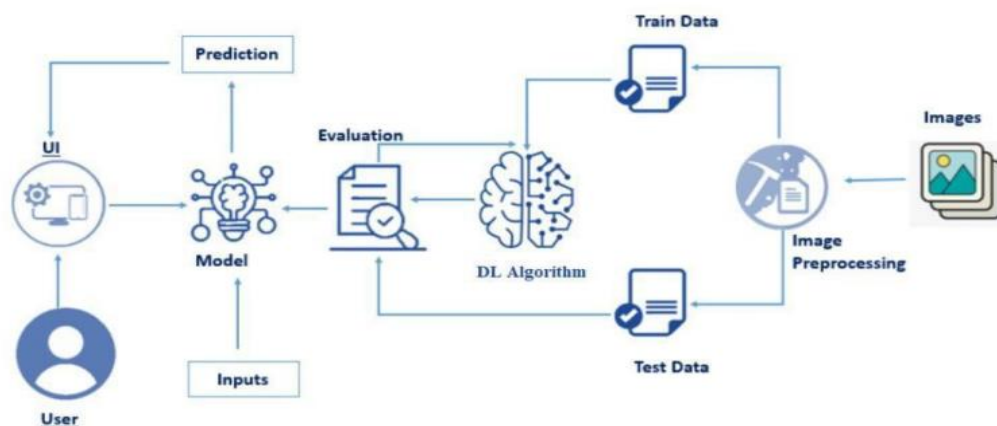 Train Data
Prediction
Images
Evaluation
UI
Model
DL Algorithm
Image
Preprocessing
Inputs
Test Data
User